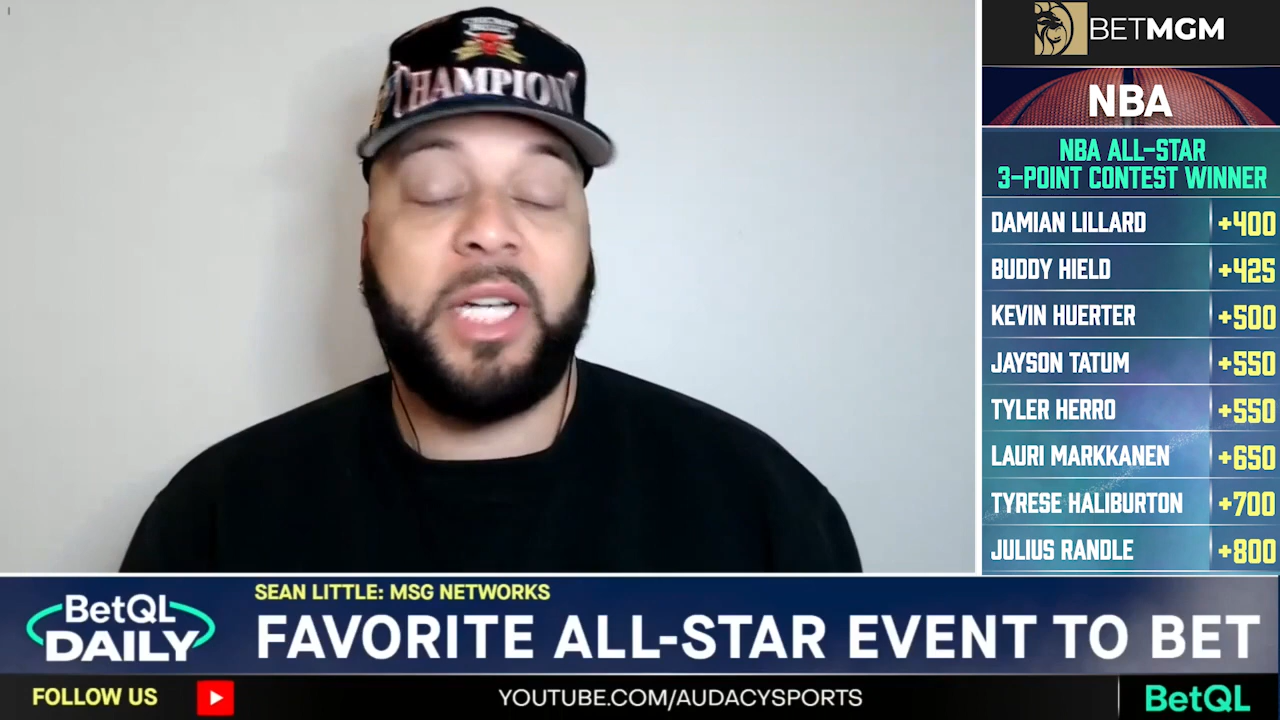 CHAMPIONS
BETMGM
NBA
NBA ALL-STAR
3-POINT CONTEST WINNER
DAMIAN LILLARD +400
BUDDY HIELD +425
KEVIN HUERTER +500
JAYSON TATUM +550
TYLER HERRO +550
LAURI MARKKANEN +650
TYRESE HALIBURTON +700
JULIUS RANDLE +800
SEAN LITTLE: MSG NETWORKS
BetQL
DAILY
FAVORITE ALL-STAR EVENT TO BET
FOLLOW US
YOUTUBE.COM/AUDACYSPORTS
BetQL